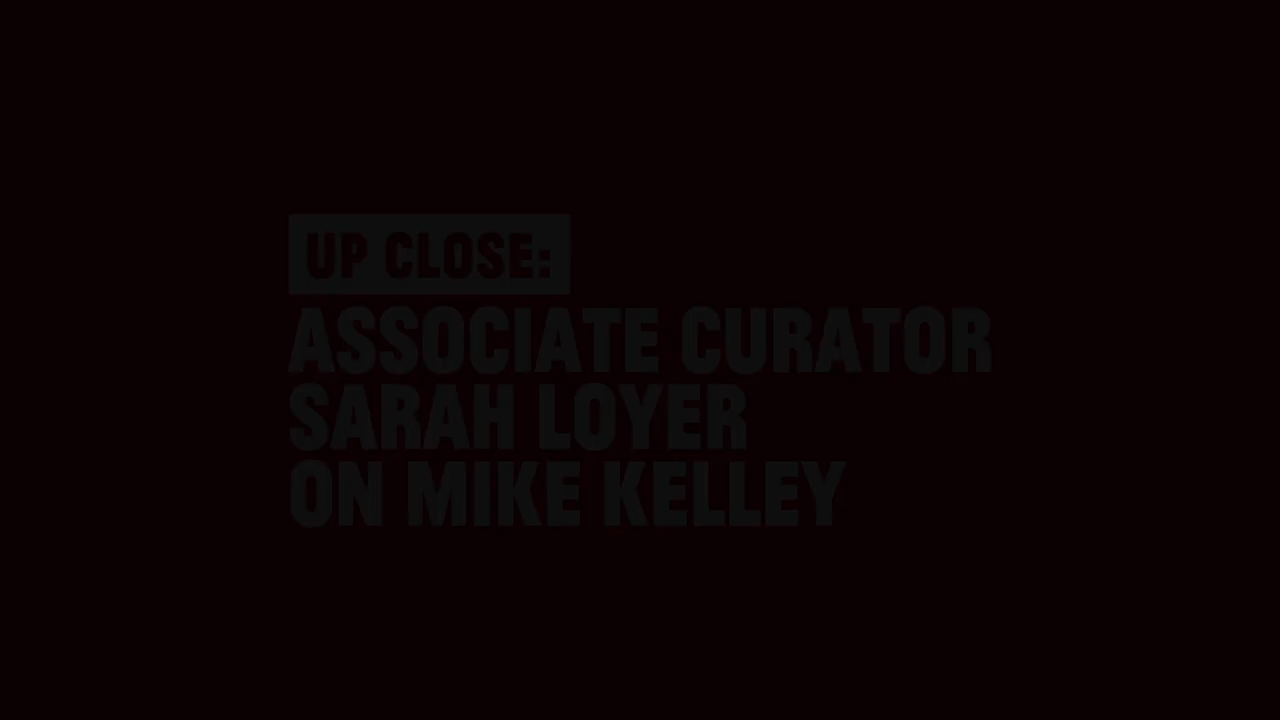 UP CLOSE:
ASSOCIATE CURATOR
SARAH LOYER
ON MIKE KELLEY